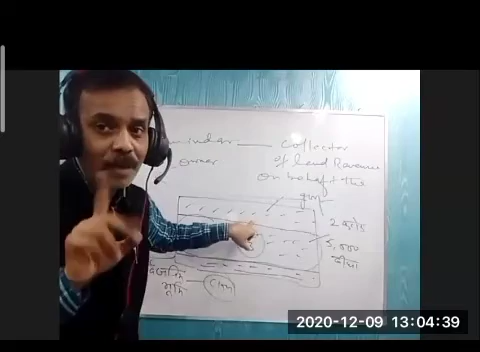 mindar — Collector
owner of land Revenue
on behalf the
govt
2 करोड़
5,000
बीघा
भूमि
2020-12-09 13:04:39